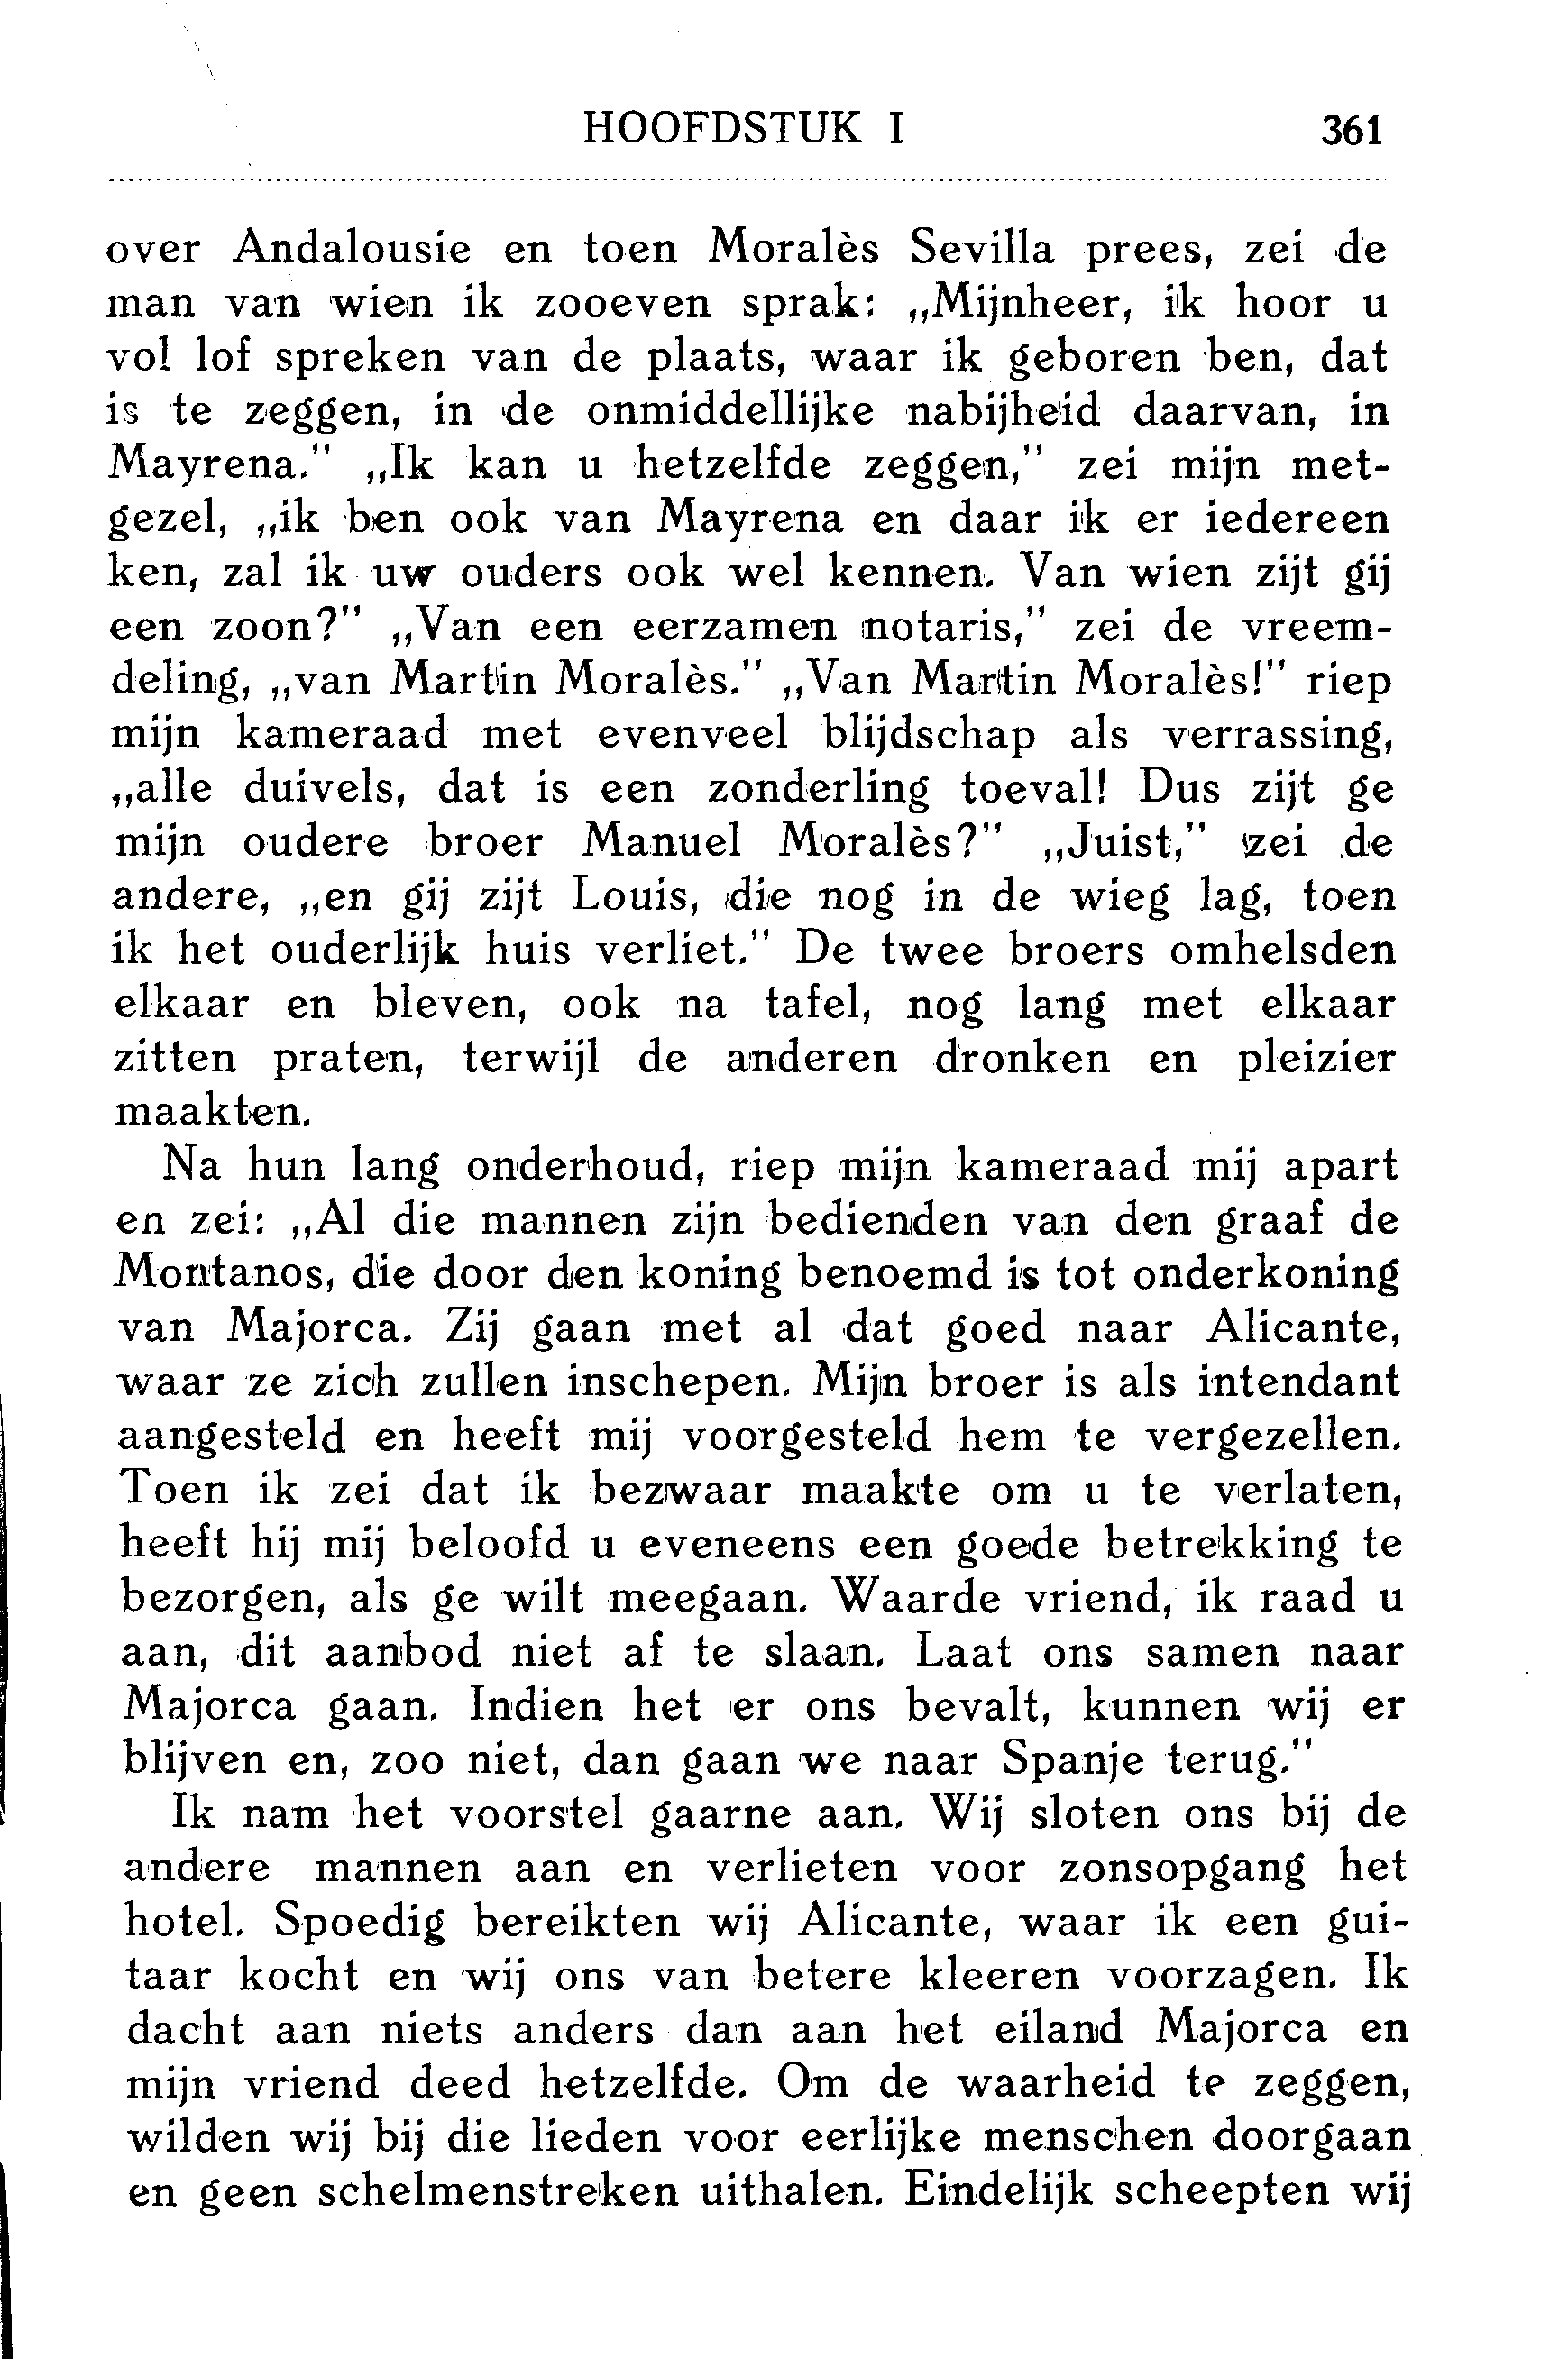 HOOFDSTUK I 361
over Andalousie en toen Moralès Sevilla prees, zei de
man van wien ik zooeven sprak: „Mijnheer, ik hoor u
vol lof spreken van de plaats, waar ik geboren ben, dat
is te zeggen, in de onmiddellijke nabijheid daarvan, in
Mayrena." „Ik kan u hetzelfde zeggen," zei mijn met-
gezel, „ik ben ook van Mayrena en daar ik er iedereen
ken, zal ik uw ouders ook wel kennen. Van wien zijt gij
een zoon?" „Van een eerzamen notaris," zei de vreem-
deling, „van Martin Moralès." „Van Martin Moralès!" riep
mijn kameraad met evenveel blijdschap als verrassing,
„alle duivels, dat is een zonderling toeval! Dus zijt ge
mijn oudere broer Manuel Moralès?" „Juist," zei de
andere, „en gij zijt Louis, die nog in de wieg lag, toen
ik het ouderlijk huis verliet." De twee broers omhelsden
elkaar en bleven, ook na tafel, nog lang met elkaar
zitten praten, terwijl de anderen dronken en pleizier
maakten.
Na hun lang onderhoud, riep mijn kameraad mij apart
en zei: „Al die mannen zijn bedienden van den graaf de
Montanos, die door den koning benoemd is tot onderkoning
van Majorca. Zij gaan met al dat goed naar Alicante,
waar ze zich zullen inschepen. Mijn broer is als intendant
aangesteld en heeft mij voorgesteld hem te vergezellen.
Toen ik zei dat ik bezwaar maakte om u te verlaten,
heeft hij mij beloofd u eveneens een goede betrekking te
bezorgen, als ge wilt meegaan. Waarde vriend, ik raad u
aan, dit aanbod niet af te slaan. Laat ons samen naar
Majorca gaan. Indien het er ons bevalt, kunnen wij er
blijven en, zoo niet, dan gaan we naar Spanje terug."
Ik nam het voorstel gaarne aan. Wij sloten ons bij de
andere mannen aan en verlieten voor zonsopgang het
hotel. Spoedig bereikten wij Alicante, waar ik een gui-
taar kocht en wij ons van betere kleeren voorzagen. Ik
dacht aan niets anders dan aan het eiland Majorca en
mijn vriend deed hetzelfde. Om de waarheid te zeggen,
wilden wij bij die lieden voor eerlijke menschen doorgaan
en geen schelmenstreken uithalen. Eindelijk scheepten wij